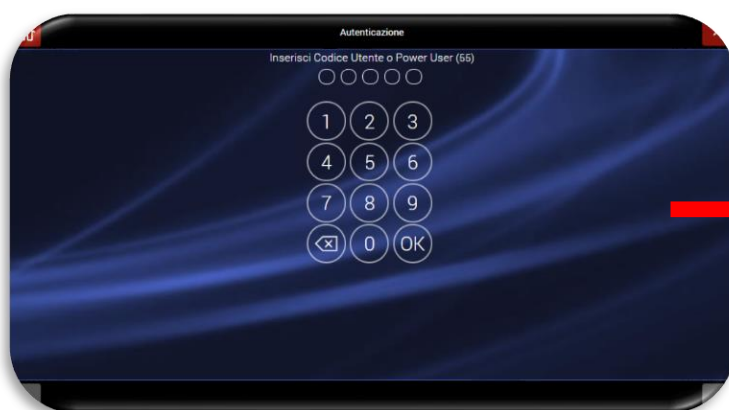 Autenticazione
Inserisci Codice Utente o Power User (55)
1 2 3
4 5 6
7 8 9
0 OK